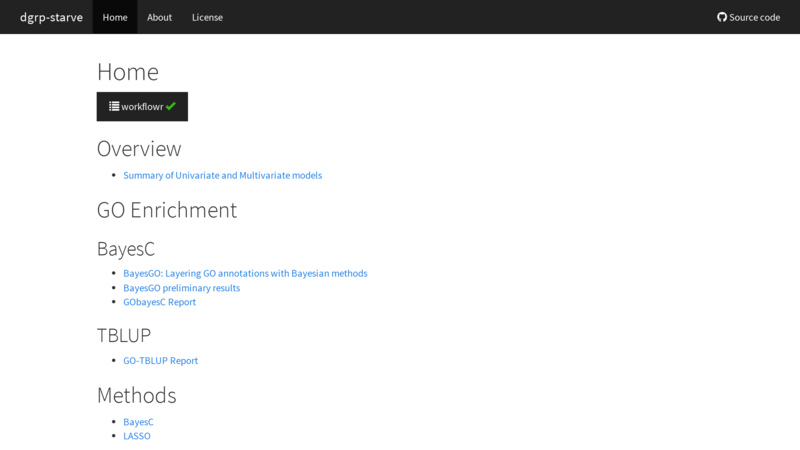 dgrp-starve Home About License Source code
Home
workflowr
Overview
Summary of Univariate and Multivariate models
GO Enrichment
BayesC
BayesGO: Layering GO annotations with Bayesian methods
BayesGO preliminary results
GObayesC Report
TBLUP
GO-TBLUP Report
Methods
BayesC
LASSO